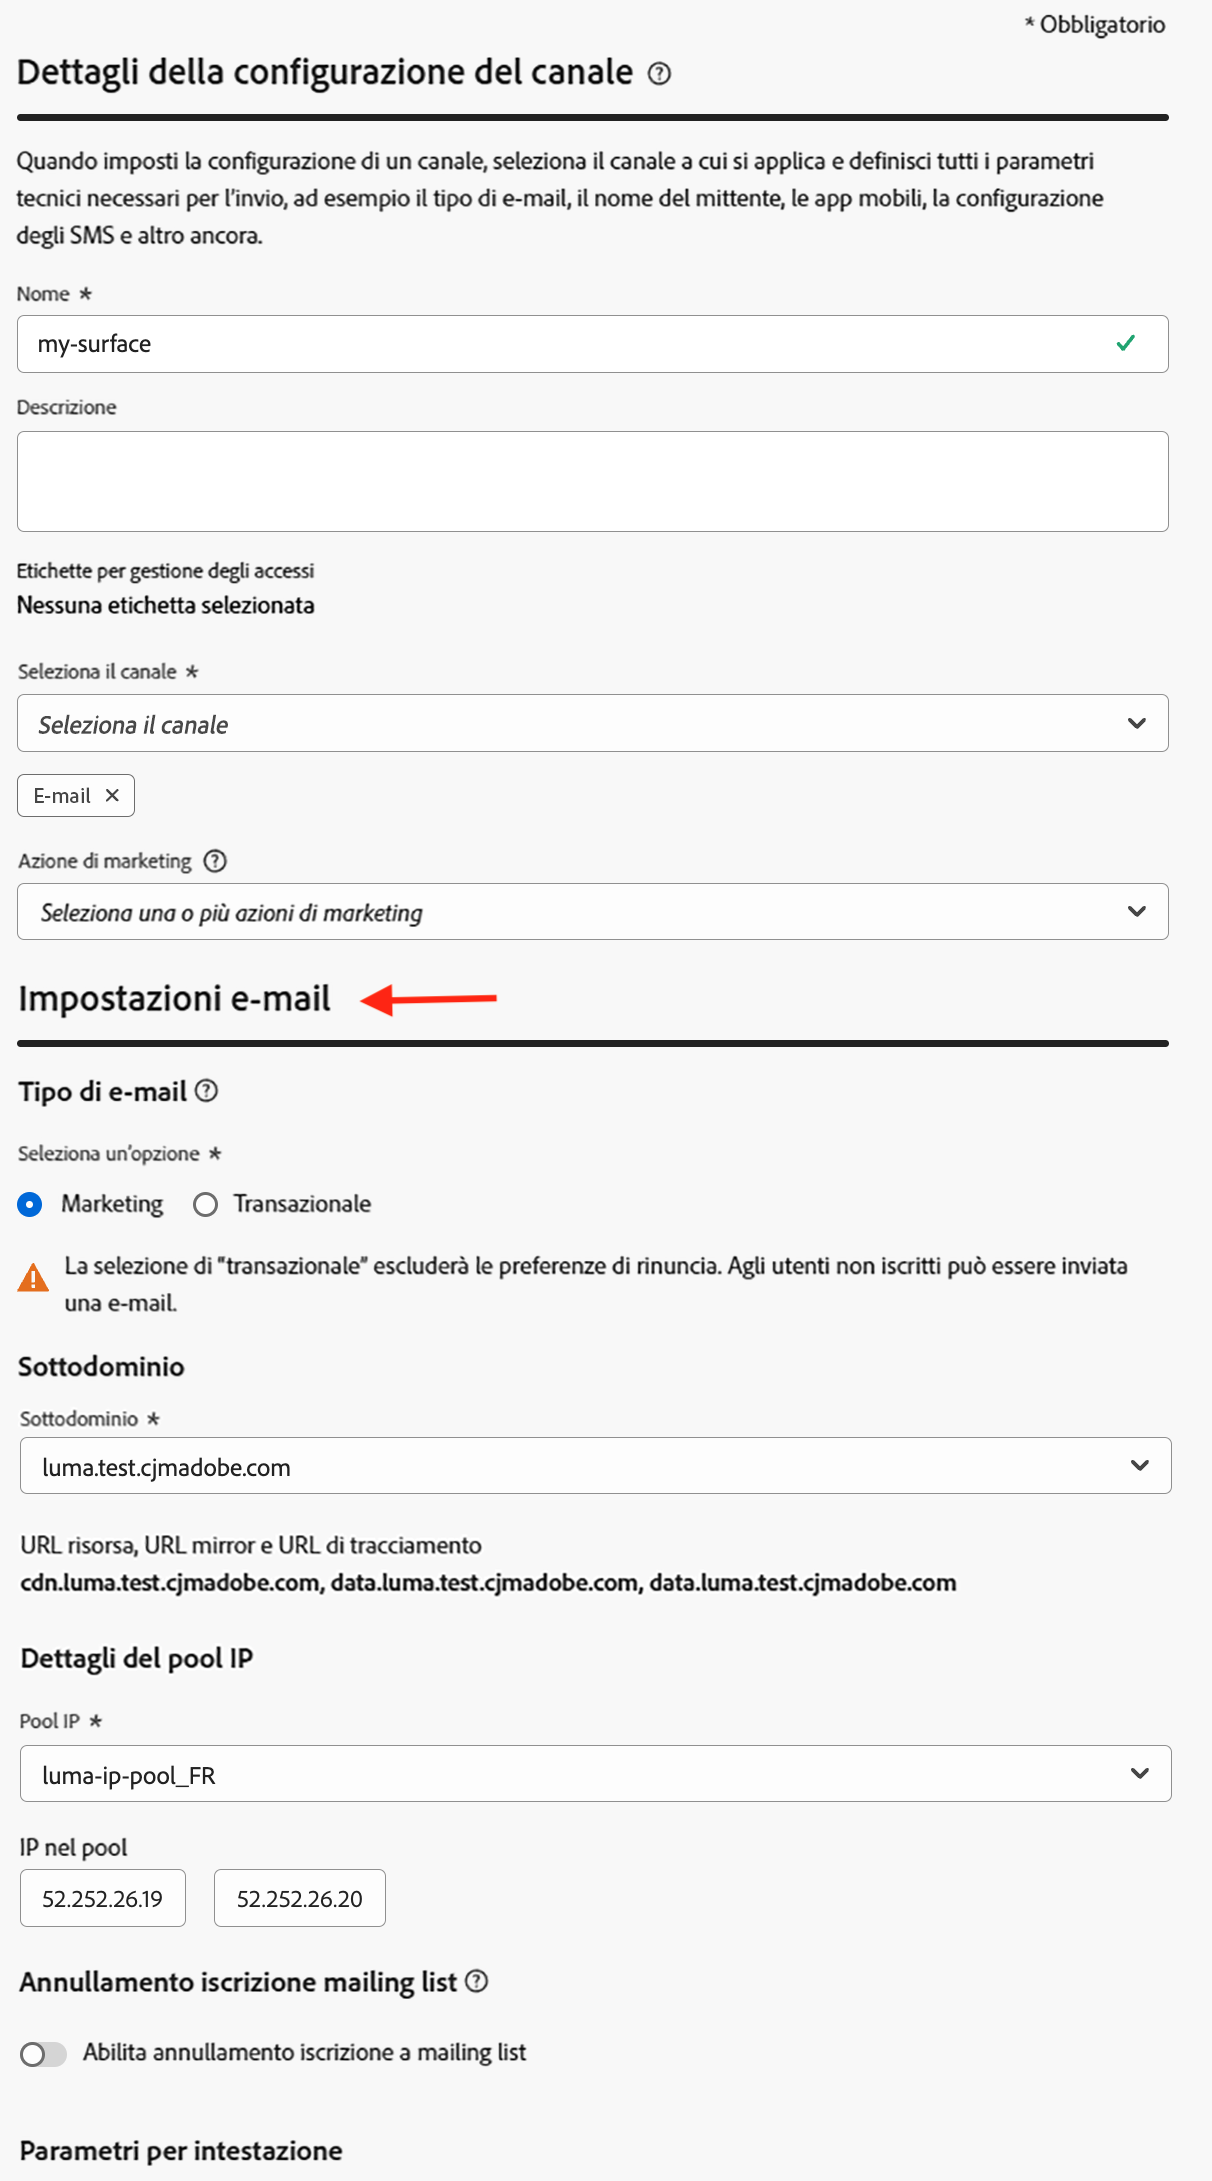 * Obbligatorio
Dettagli della configurazione del canale
Quando imposti la configurazione di un canale, seleziona il canale a cui si applica e definisci tutti i parametri
tecnici necessari per l'invio, ad esempio il tipo di e-mail, il nome del mittente, le app mobili, la configurazione
degli SMS e altro ancora.
Nome *
my-surface
Descrizione
Etichette per gestione degli accessi
Nessuna etichetta selezionata
Seleziona il canale *
Seleziona il canale
E-mail
Azione di marketing
Seleziona una o più azioni di marketing
Impostazioni e-mail
Tipo di e-mail
Seleziona un'opzione *
Marketing Transazionale
La selezione di "transazionale" escluderà le preferenze di rinuncia. Agli utenti non iscritti può essere inviata
una e-mail.
Sottodominio
Sottodominio *
luma.test.cjmadobe.com
URL risorsa, URL mirror e URL di tracciamento
cdn.luma.test.cjmadobe.com, data.luma.test.cjmadobe.com, data.luma.test.cjmadobe.com
Dettagli del pool IP
Pool IP *
luma-ip-pool_FR
IP nel pool
52.252.26.19 52.252.26.20
Annullamento iscrizione mailing list
Abilita annullamento iscrizione a mailing list
Parametri per intestazione